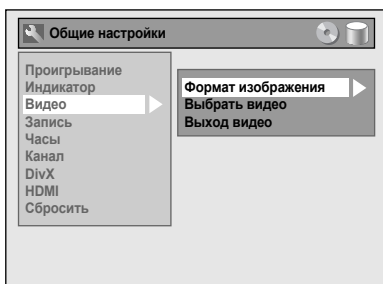 Общие настройки
Проигрывание
Индикатор
Видео
Запись
Часы
Канал
DivX
HDMI
Сбросить
Формат изображения
Выбрать видео
Выход видео